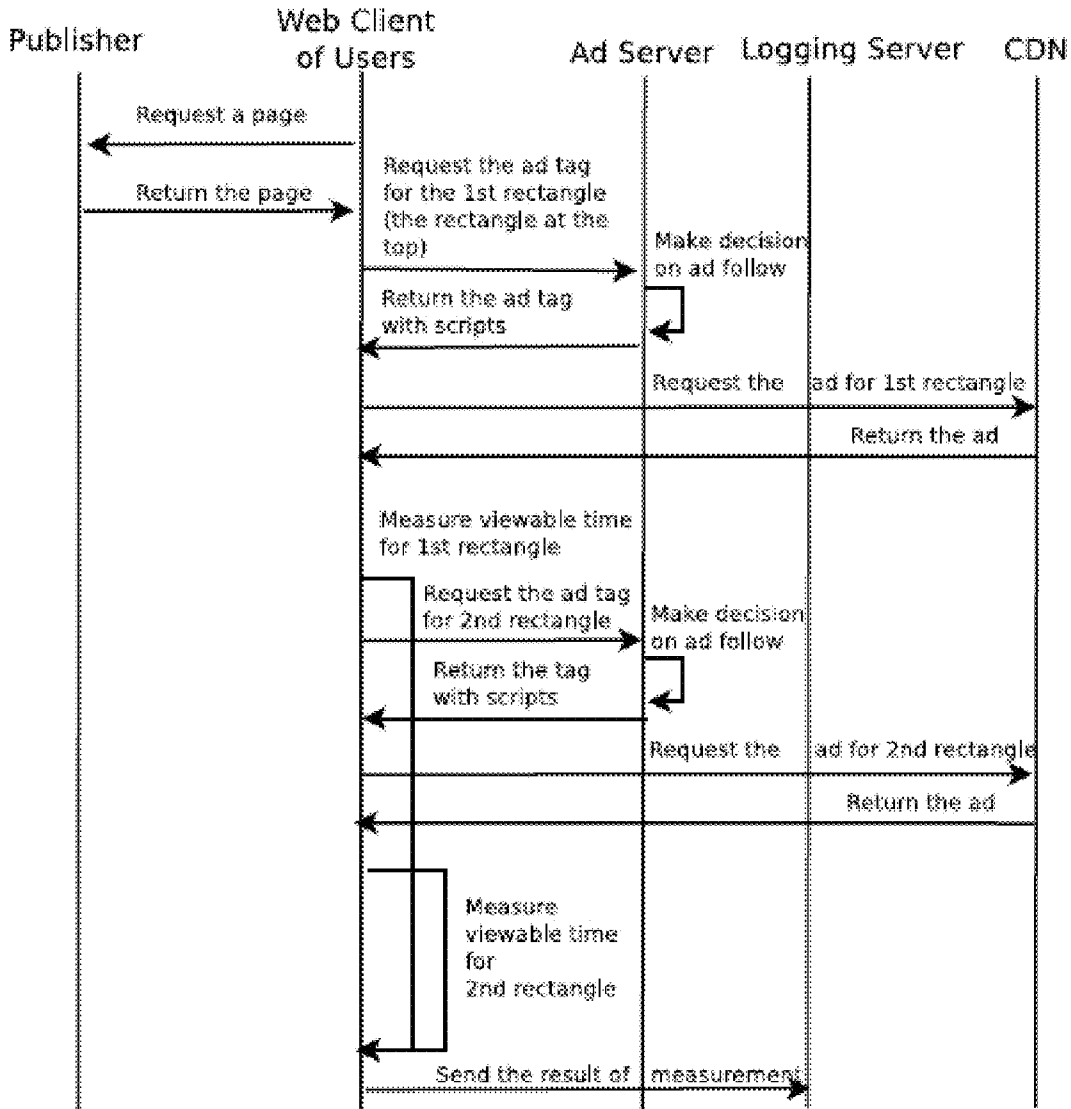 Publisher
Web Client
of Users
Ad Server
Logging Server
CDN
Request a page
Return the page
Request the ad tag
for the 1st rectangle
(the rectangle at the
top)
Make decision
on ad follow
Return the ad tag
with scripts
Request the ad for 1st rectangle
Return the ad
Measure viewable time
for 1st rectangle
Request the ad tag
for 2nd rectangle
Make decision
on ad follow
Return the tag
with scripts
Request the ad for 2nd rectangle
Return the ad
Measure
viewable time
for
2nd rectangle
Send the result of measurement